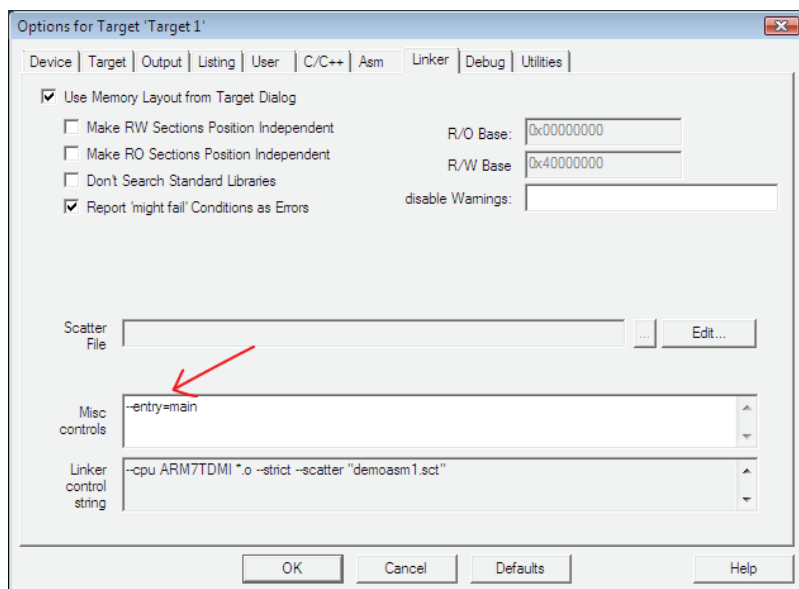 Options for Target 'Target 1'
Device Target Output Listing User C/C++ Asm Linker Debug Utilities
Use Memory Layout from Target Dialog
Make RW Sections Position Independent
Make RO Sections Position Independent
Don't Search Standard Libraries
Report 'might fail' Conditions as Errors
R/O Base: 0x00000000
R/W Base 0x40000000
disable Warnings:
Scatter
File
...
Edit...
Misc
controls
--entry=main
Linker
control
string
--cpu ARM7TDMI *.o --strict --scatter "demoasm1.sct"
OK Cancel Defaults Help